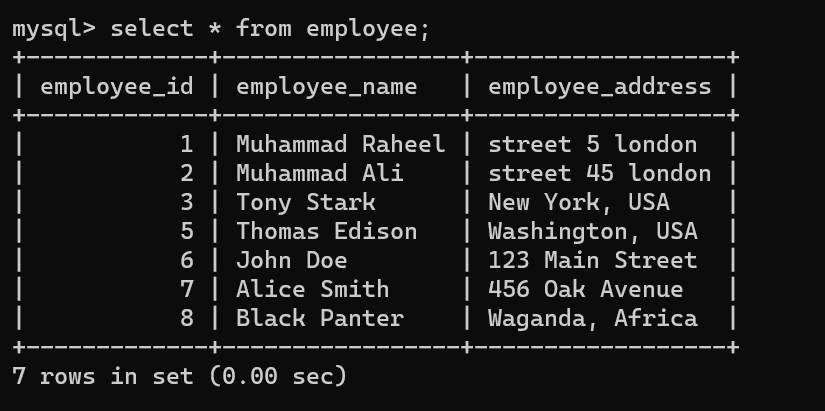 mysql> select * from employee;
+-------------+-----------------+------------------+
| employee_id | employee_name   | employee_address |
+-------------+-----------------+------------------+
|           1 | Muhammad Raheel | street 5 london  |
|           2 | Muhammad Ali    | street 45 london |
|           3 | Tony Stark      | New York, USA    |
|           5 | Thomas Edison   | Washington, USA  |
|           6 | John Doe        | 123 Main Street  |
|           7 | Alice Smith     | 456 Oak Avenue   |
|           8 | Black Panter    | Waganda, Africa  |
+-------------+-----------------+------------------+
7 rows in set (0.00 sec)